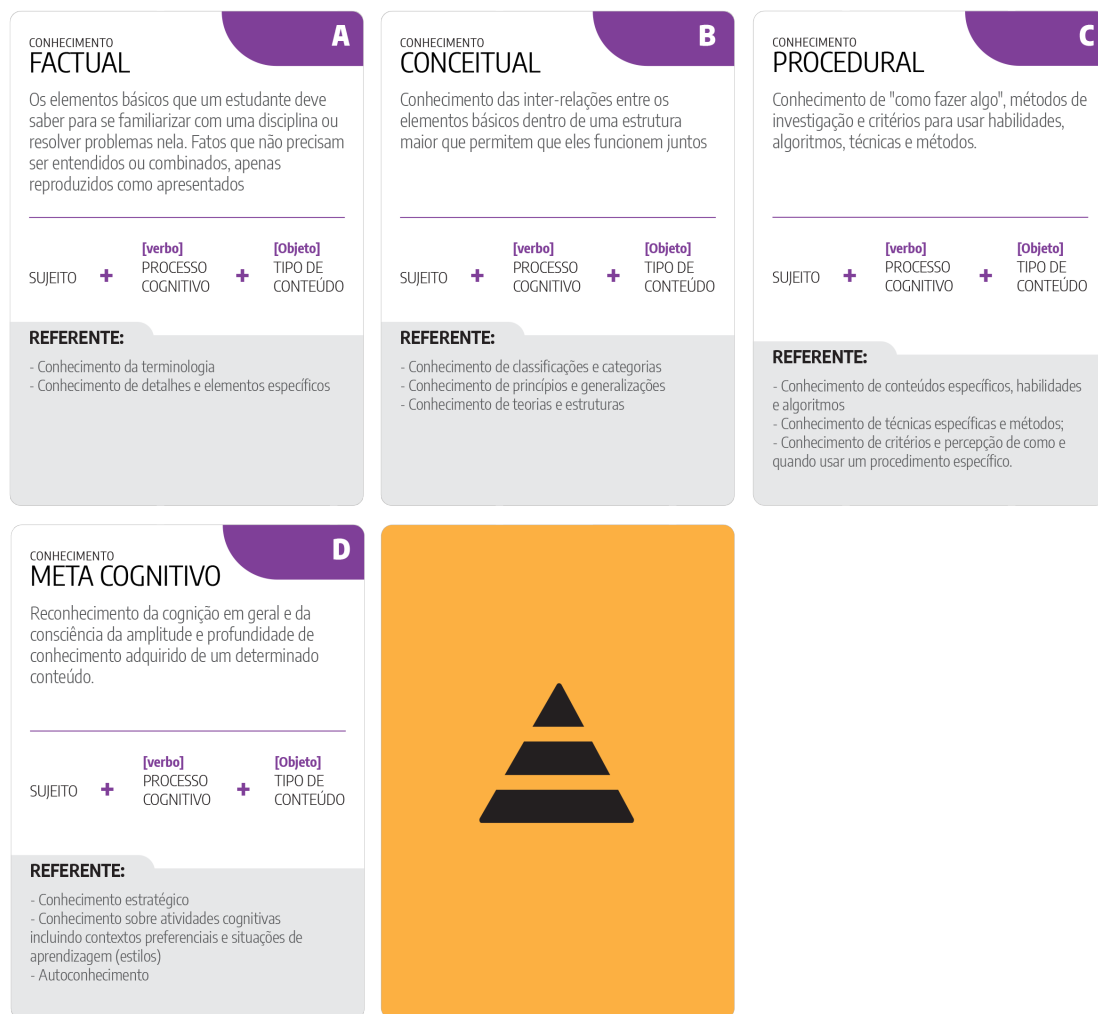 A
CONHECIMENTO
FACTUAL
Os elementos básicos que um estudante deve
saber para se familiarizar com uma disciplina ou
resolver problemas nela. Fatos que não precisam
ser entendidos ou combinados, apenas
reproduzidos como apresentados
[verbo] [Objeto]
SUJEITO + PROCESSO COGNITIVO + TIPO DE CONTEÚDO
REFERENTE:
- Conhecimento da terminologia
- Conhecimento de detalhes e elementos específicos
B
CONHECIMENTO
CONCEITUAL
Conhecimento das inter-relações entre os
elementos básicos dentro de uma estrutura
maior que permitem que eles funcionem juntos
[verbo] [Objeto]
SUJEITO + PROCESSO COGNITIVO + TIPO DE CONTEÚDO
REFERENTE:
- Conhecimento de classificações e categorias
- Conhecimento de princípios e generalizações
- Conhecimento de teorias e estruturas
C
CONHECIMENTO
PROCEDURAL
Conhecimento de "como fazer algo", métodos de
investigação e critérios para usar habilidades,
algoritmos, técnicas e métodos.
[verbo] [Objeto]
SUJEITO + PROCESSO COGNITIVO + TIPO DE CONTEÚDO
REFERENTE:
- Conhecimento de conteúdos específicos, habilidades
e algoritmos
- Conhecimento de técnicas específicas e métodos;
- Conhecimento de critérios e percepção de como e
quando usar um procedimento específico.
D
CONHECIMENTO
META COGNITIVO
Reconhecimento da cognição em geral e da
consciência da amplitude e profundidade de
conhecimento adquirido de um determinado
conteúdo.
[verbo] [Objeto]
SUJEITO + PROCESSO COGNITIVO + TIPO DE CONTEÚDO
REFERENTE:
- Conhecimento estratégico
- Conhecimento sobre atividades cognitivas
incluindo contextos preferenciais e situações de
aprendizagem (estilos)
- Autoconhecimento